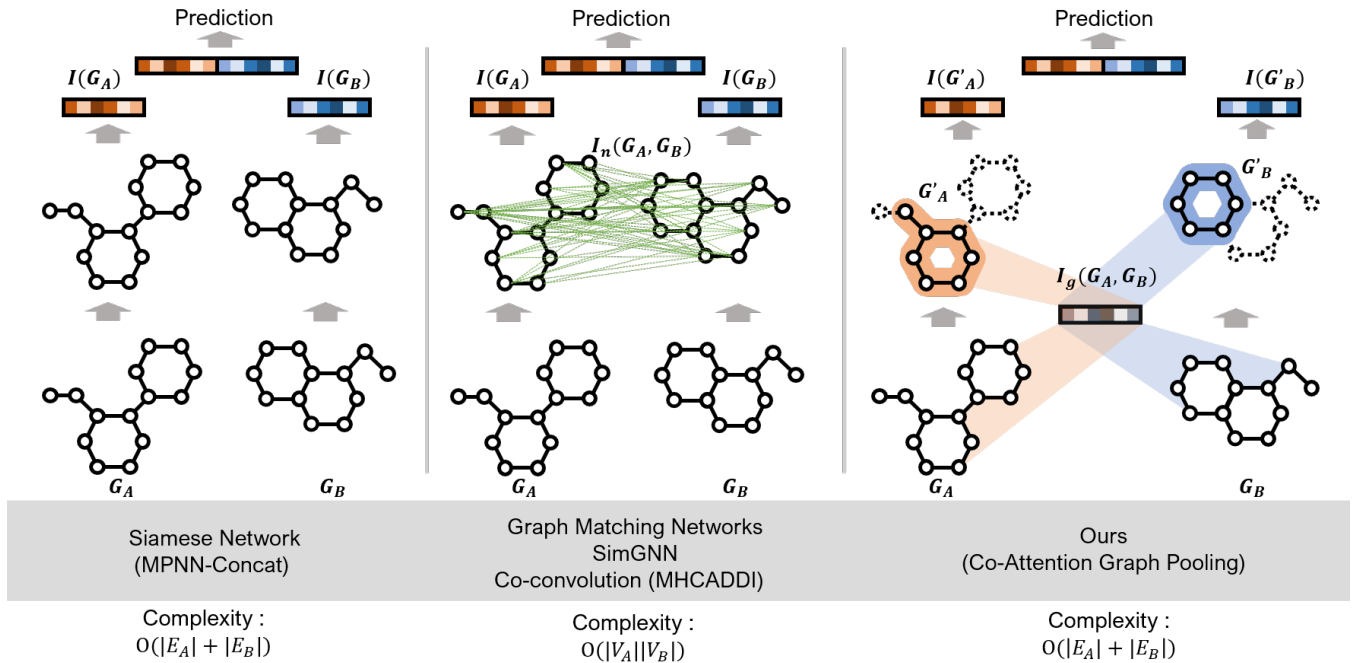 Prediction
Prediction
Prediction
I(G_A)
I(G_B)
I(G_A)
I(G_B)
I(G'_A)
I(G'_B)
I_n(G_A, G_B)
G'_A
G'_B
I_g(G_A, G_B)
G_A
G_B
G_A
G_B
G_A
G_B
Siamese Network
(MPNN-Concat)
Graph Matching Networks
SimGNN
Co-convolution (MHCADDI)
Ours
(Co-Attention Graph Pooling)
Complexity :
O(|E_A| + |E_B|)
Complexity :
O(|V_A||V_B|)
Complexity :
O(|E_A| + |E_B|)